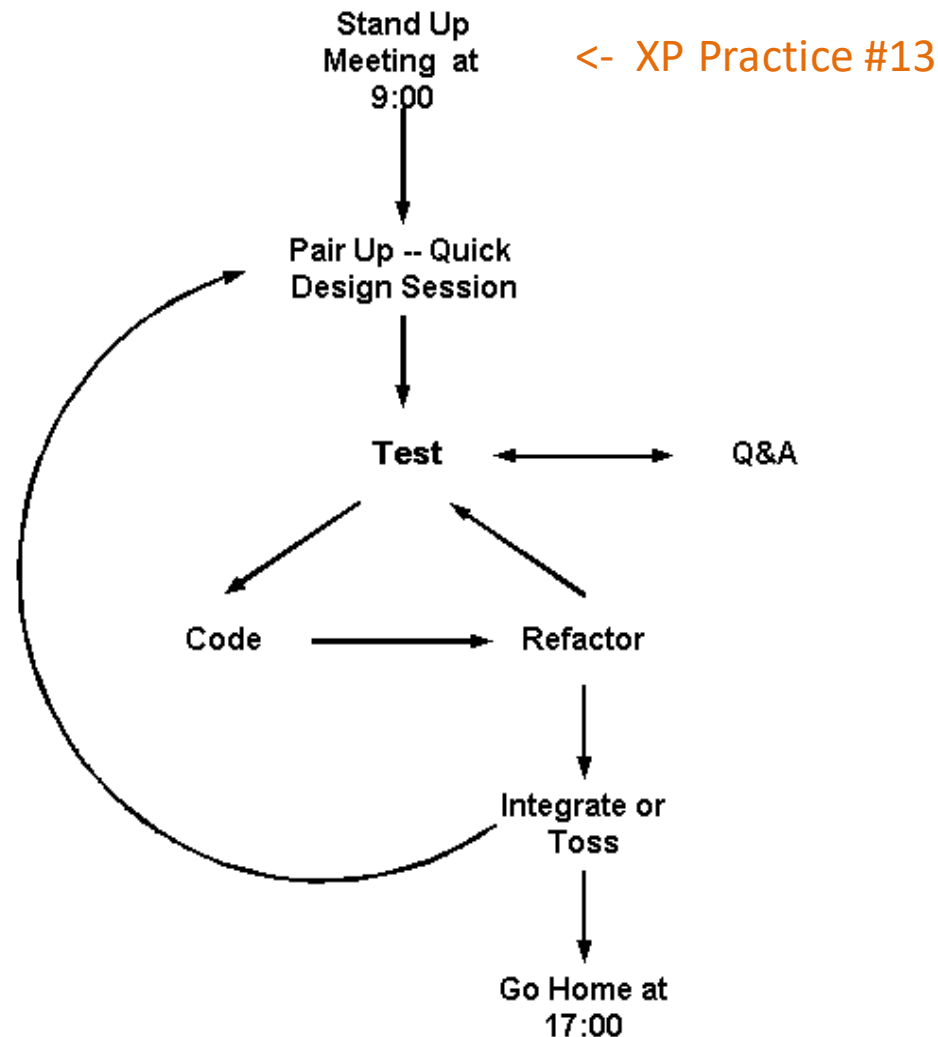 Stand Up
Meeting at
9:00
<- XP Practice #13
Pair Up -- Quick
Design Session
Test
Q&A
Code
Refactor
Integrate or
Toss
Go Home at
17:00